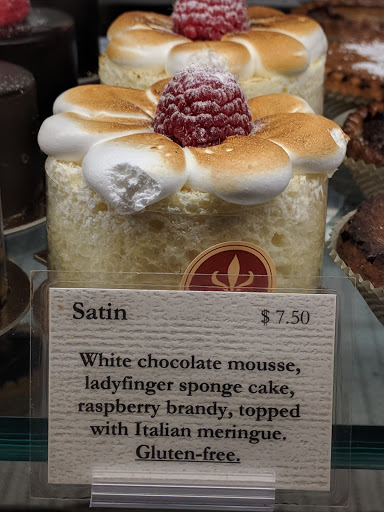 Satin $7.50
White chocolate mousse,
ladyfinger sponge cake,
raspberry brandy, topped
with Italian meringue.
Gluten-free.